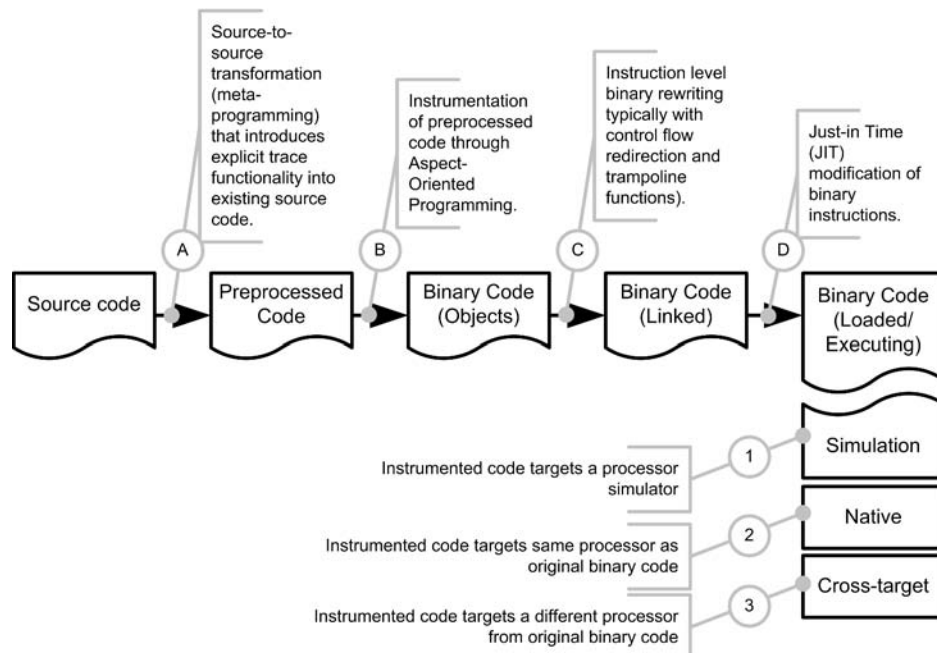 Source-to-
source
transformation
(meta-
programming)
that introduces
explicit trace
functionality into
existing source
code.
Instrumentation
of preprocessed
code through
Aspect-
Oriented
Programming.
Instruction level
binary rewriting
typically with
control flow
redirection and
trampoline
functions).
Just-in Time
(JIT)
modification of
binary
instructions.
A
B
C
D
Source code
Preprocessed
Code
Binary Code
(Objects)
Binary Code
(Linked)
Binary Code
(Loaded/
Executing)
Simulation
1
Instrumented code targets a processor
simulator
Native
2
Instrumented code targets same processor as
original binary code
Cross-target
3
Instrumented code targets a different processor
from original binary code